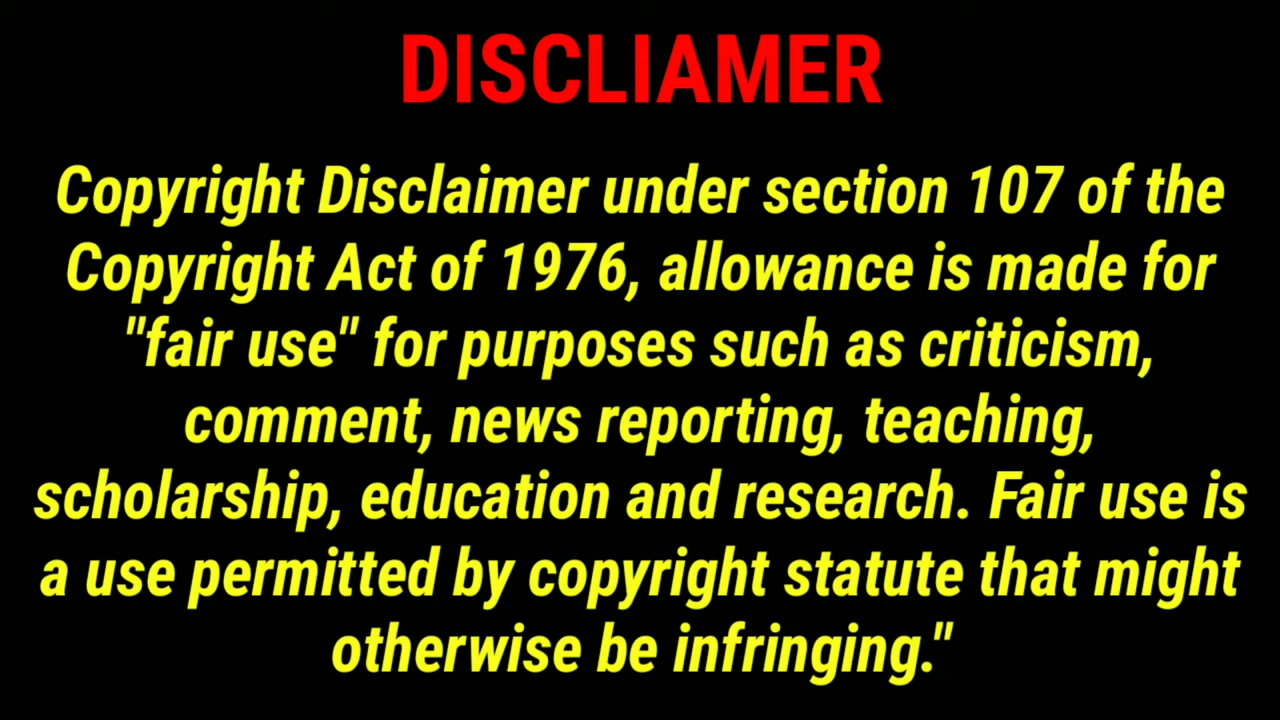 DISCLIAMER
Copyright Disclaimer under section 107 of the
Copyright Act of 1976, allowance is made for
"fair use" for purposes such as criticism,
comment, news reporting, teaching,
scholarship, education and research. Fair use is
a use permitted by copyright statute that might
otherwise be infringing."